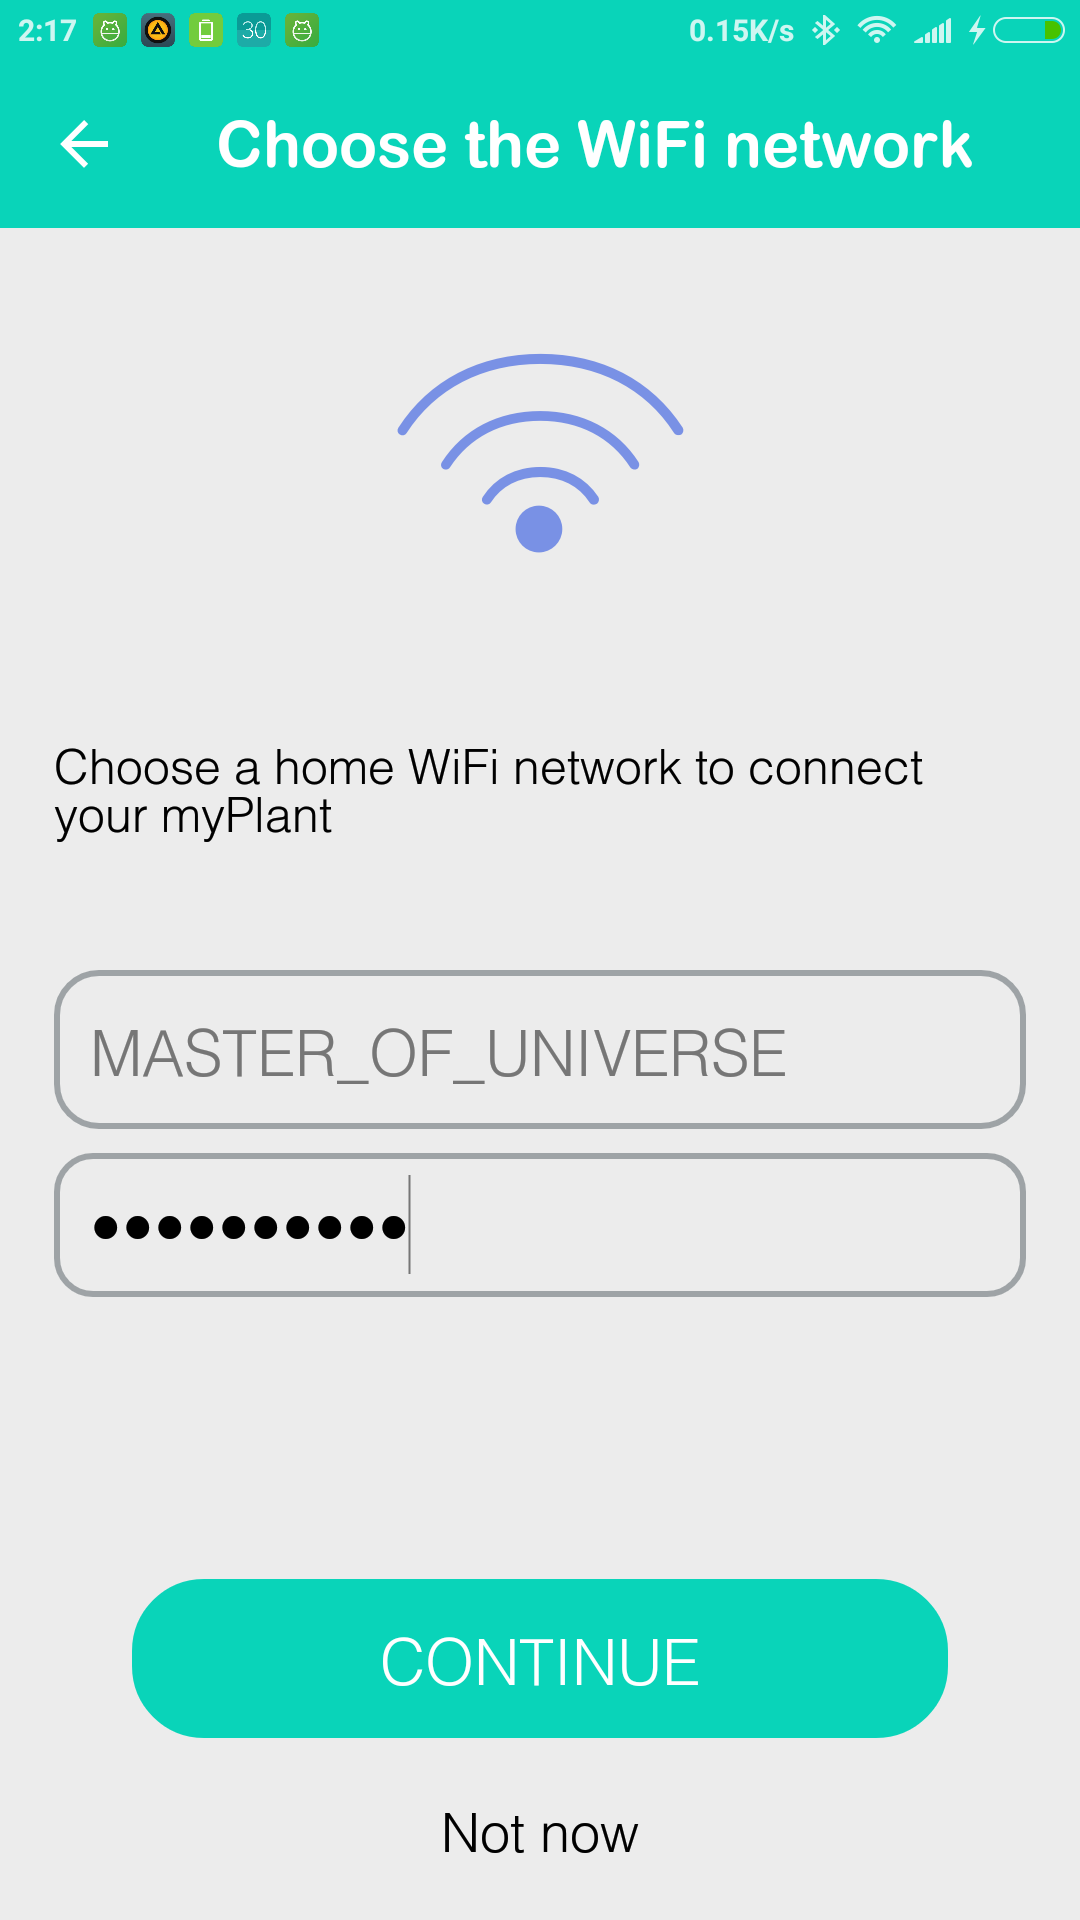 2:17 30 0.15K/s
Choose the WiFi network
Choose a home WiFi network to connect
your myPlant
MASTER_OF_UNIVERSE
••••••••••
CONTINUE
Not now